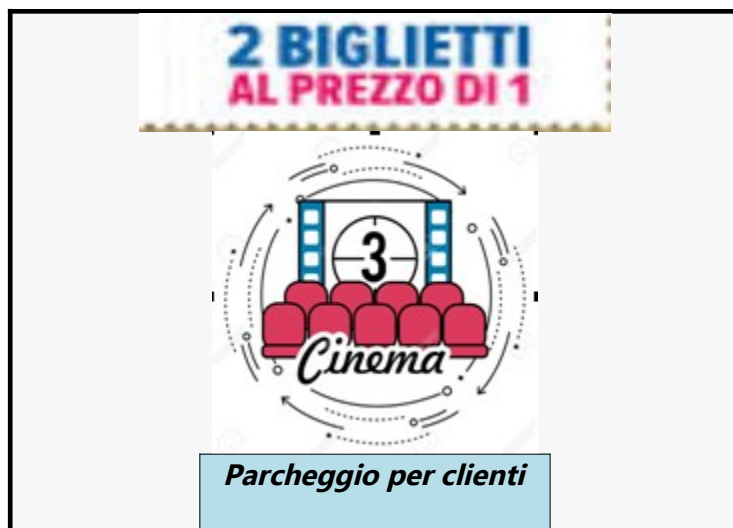 2 BIGLIETTI
AL PREZZO DI 1
3
Cinema
Parcheggio per clienti